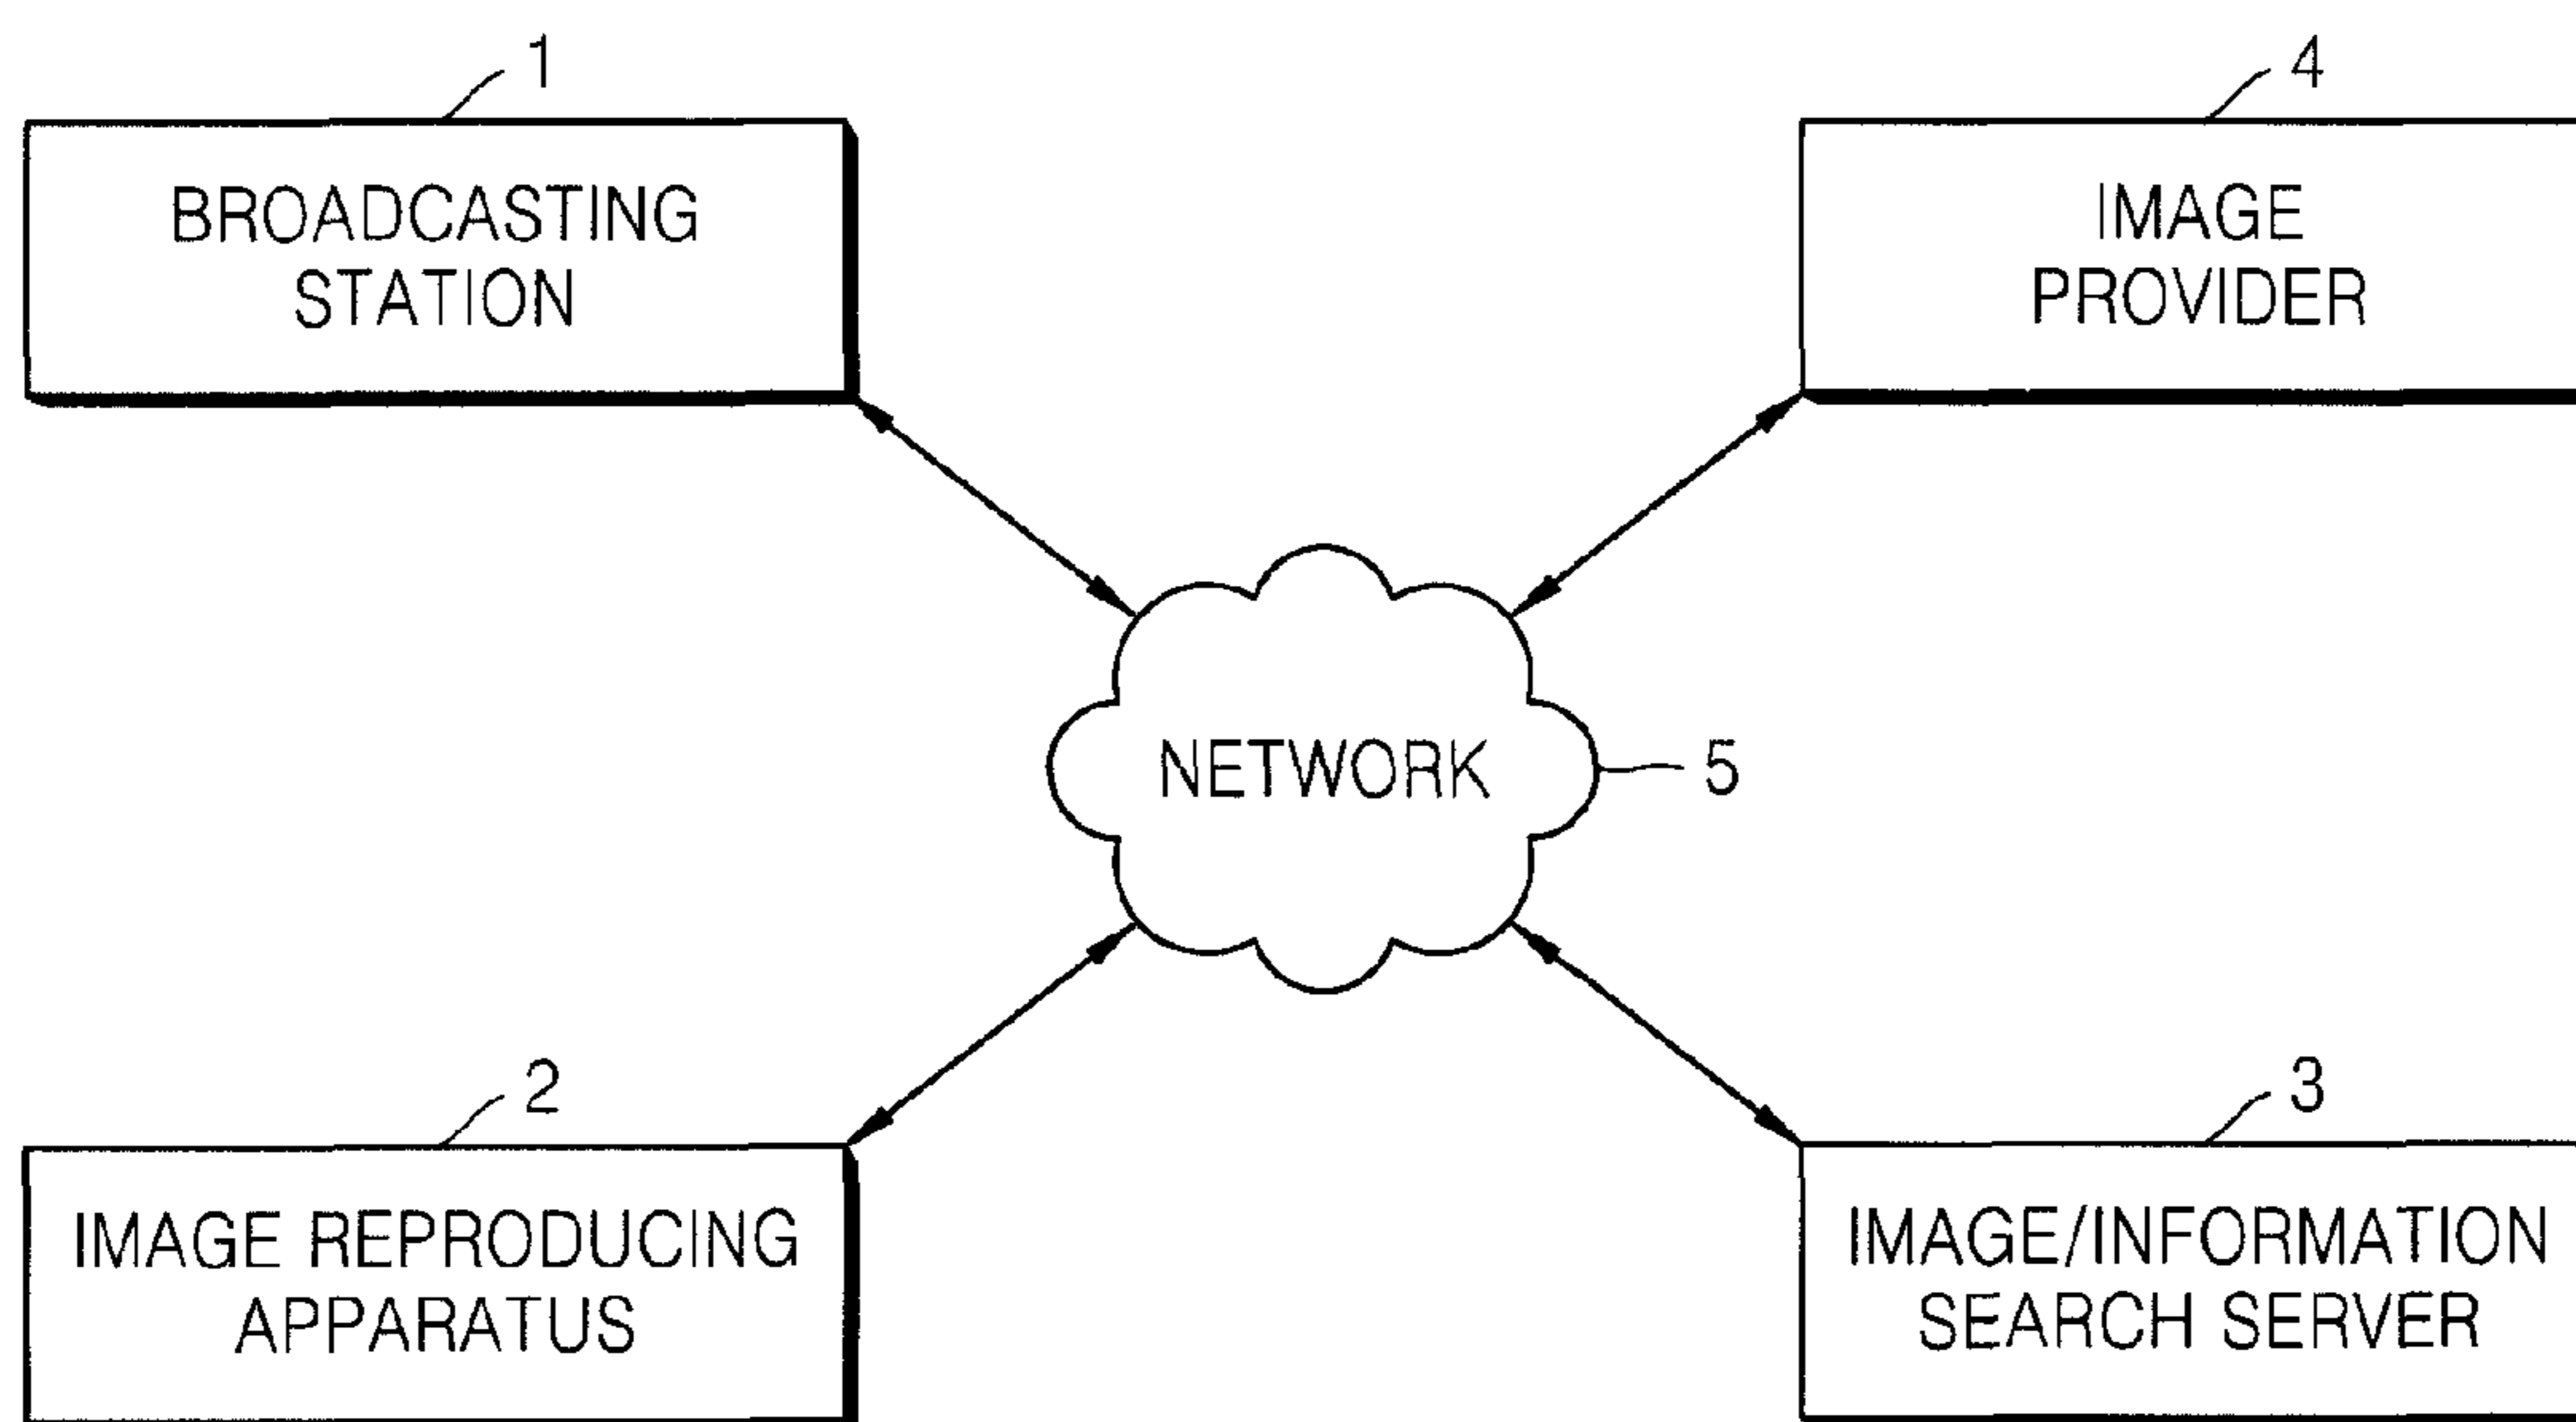 1
BROADCASTING
STATION
4
IMAGE
PROVIDER
NETWORK
5
2
IMAGE REPRODUCING
APPARATUS
3
IMAGE/INFORMATION
SEARCH SERVER